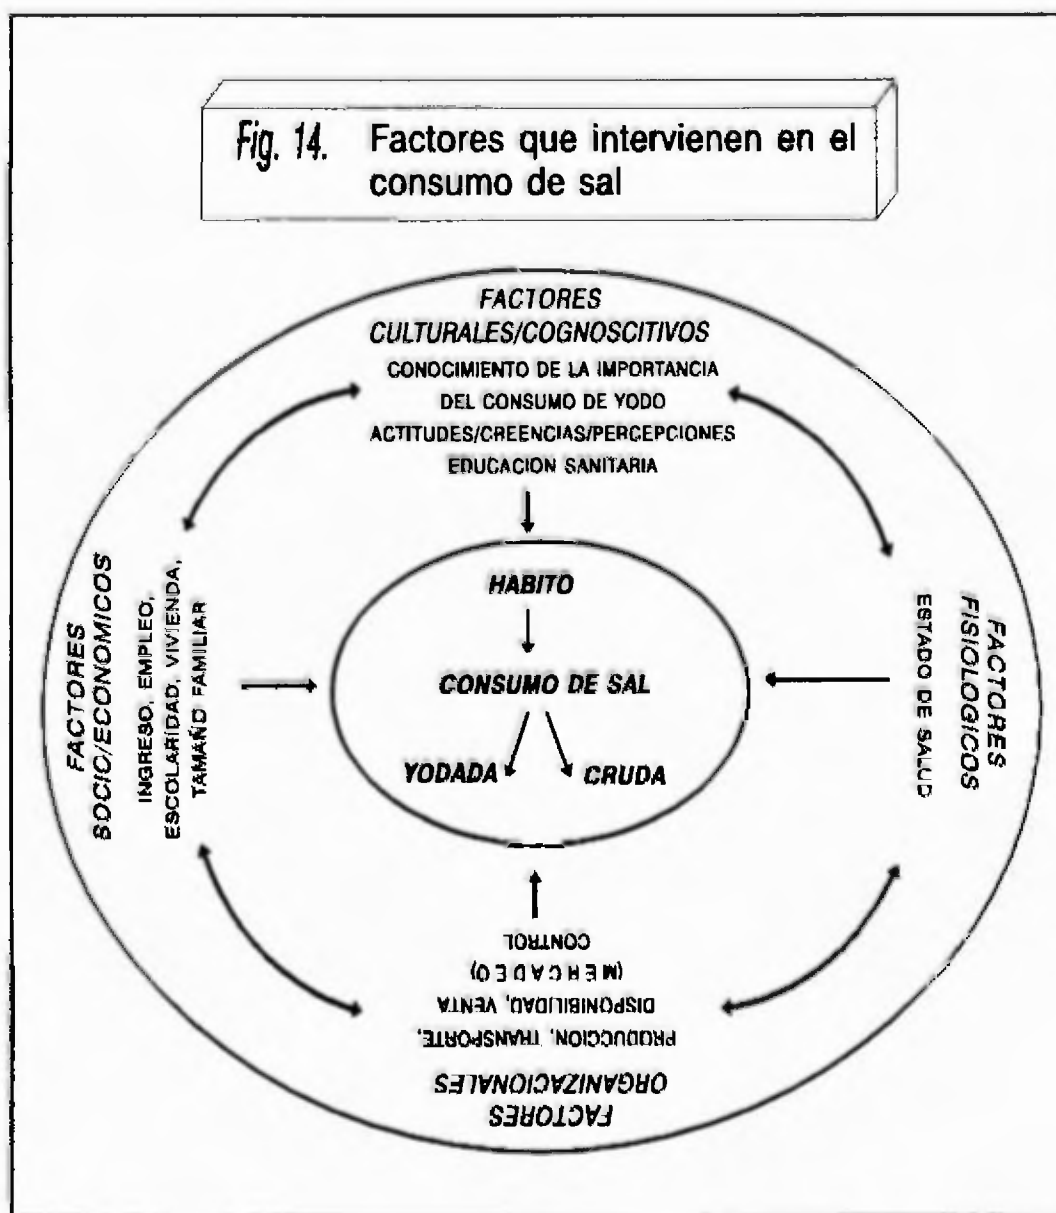 Fig. 14. Factores que intervienen en el
consumo de sal
FACTORES
CULTURALES/COGNOSCITIVOS
CONOCIMIENTO DE LA IMPORTANCIA
DEL CONSUMO DE YODO
ACTITUDES/CREENCIAS/PERCEPCIONES
EDUCACION SANITARIA
FACTORES
SOCIO/ECONOMICOS
INGRESO, EMPLEO,
ESCOLARIDAD, VIVIENDA,
TAMAÑO FAMILIAR
HABITO
CONSUMO DE SAL
YODADA
CRUDA
FACTORES
FISIOLOGICOS
ESTADO DE SALUD
FACTORES
ORGANIZACIONALES
PRODUCCION, TRANSPORTE,
DISPONIBILIDAD, VENTA
(MERCADEO)
CONTROL